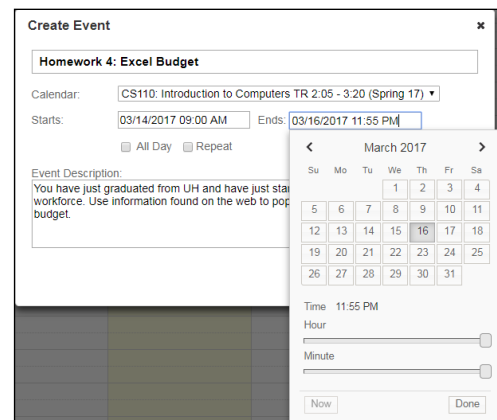 Create Event ×
Homework 4: Excel Budget
Calendar: CS110: Introduction to Computers TR 2:05 - 3:20 (Spring 17) ▼
Starts: 03/14/2017 09:00 AM Ends: 03/16/2017 11:55 PM
All Day Repeat
Event Description:
You have just graduated from UH and have just star
workforce. Use information found on the web to pop
budget.
March 2017
Su Mo Tu We Th Fr Sa
1 2 3 4
5 6 7 8 9 10 11
12 13 14 15 16 17 18
19 20 21 22 23 24 25
26 27 28 29 30 31
Time 11:55 PM
Hour
Minute
Now Done